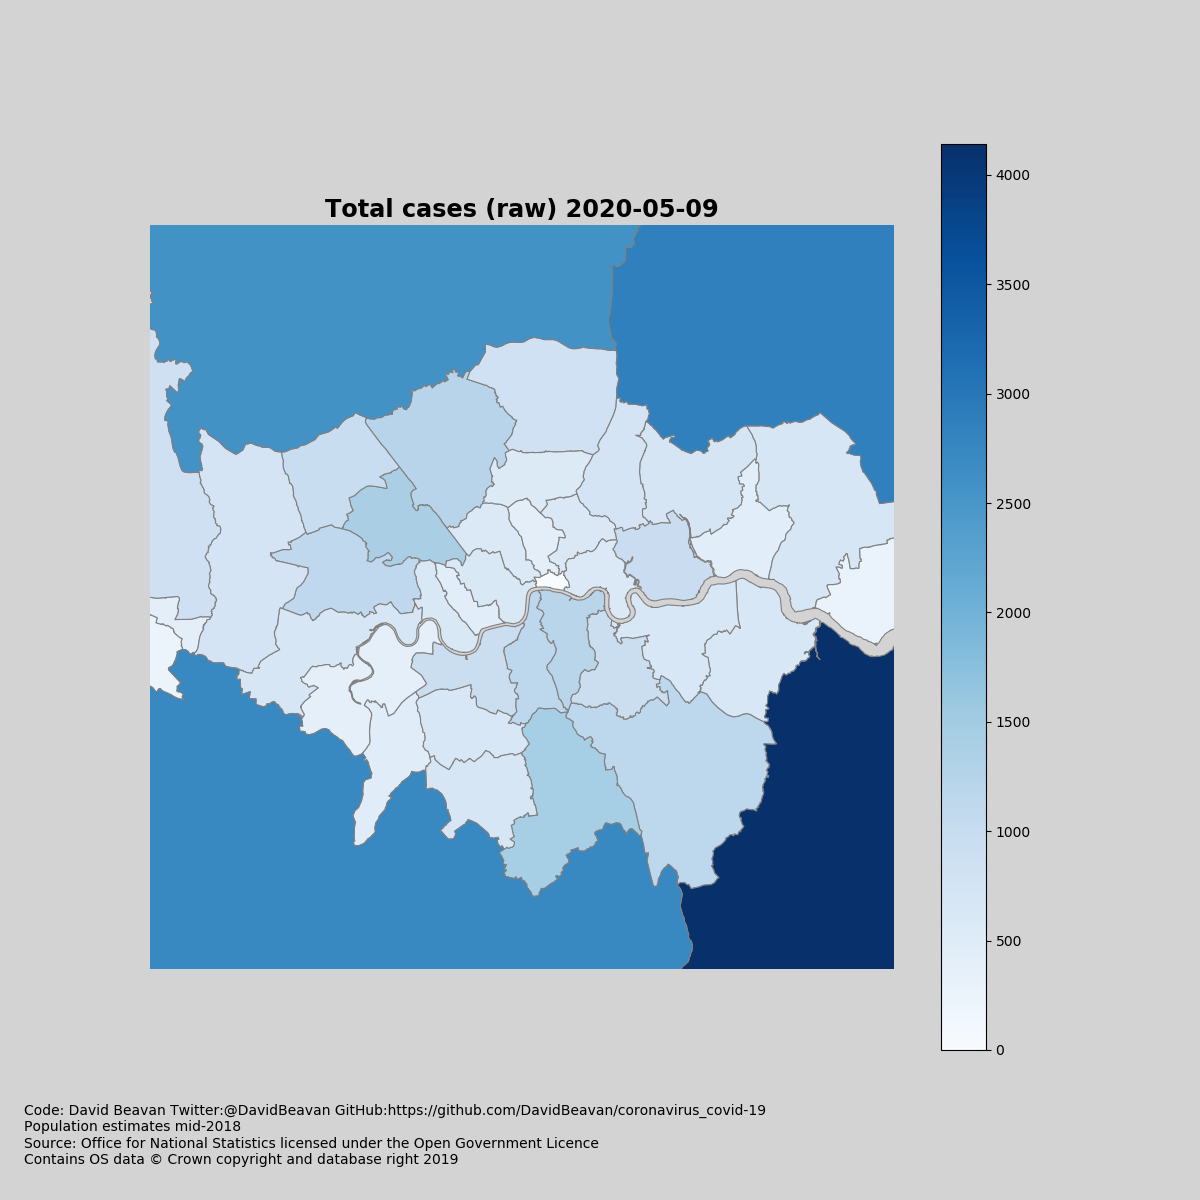 Total cases (raw) 2020-05-09
4000
3500
3000
2500
2000
1500
1000
500
0
Code: David Beavan Twitter:@DavidBeavan GitHub:https://github.com/DavidBeavan/coronavirus_covid-19
Population estimates mid-2018
Source: Office for National Statistics licensed under the Open Government Licence
Contains OS data © Crown copyright and database right 2019